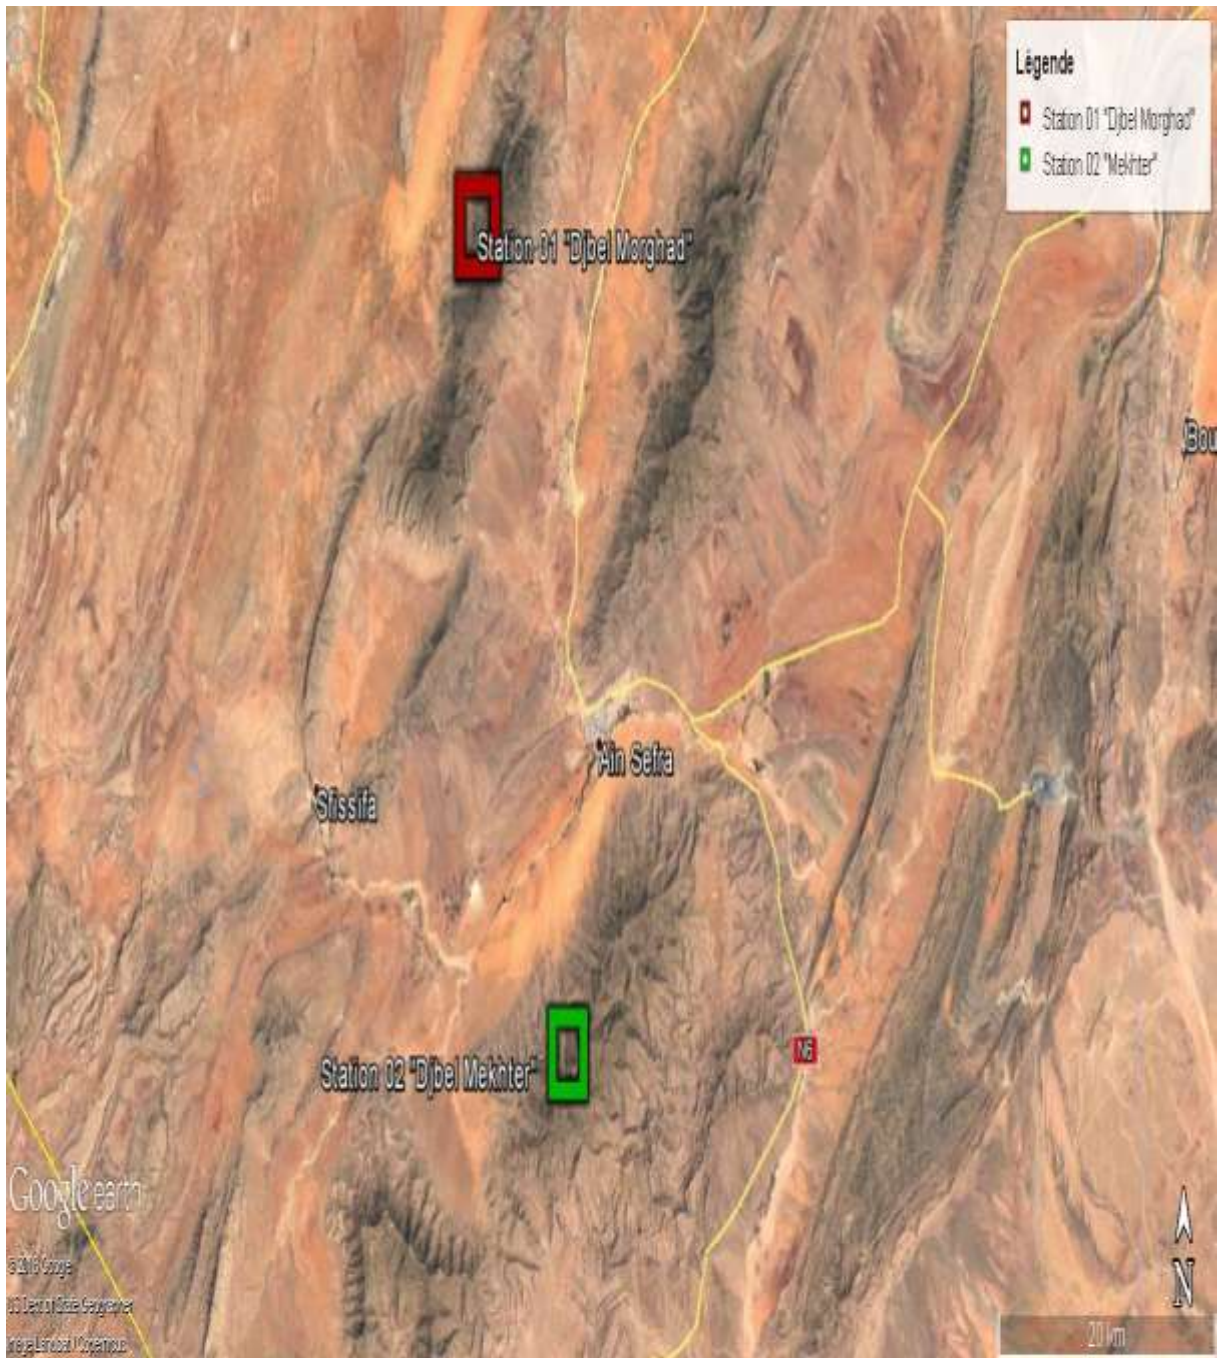 Légende
Station 01 "Djbel Morghad"
Station 02 "Mekhter"
Station 01 "Djbel Morghad"
Bou
Ain Sefra
Sfissifa
N6
Station 02 "Djbel Mekhter"
Google earth
N
20 km